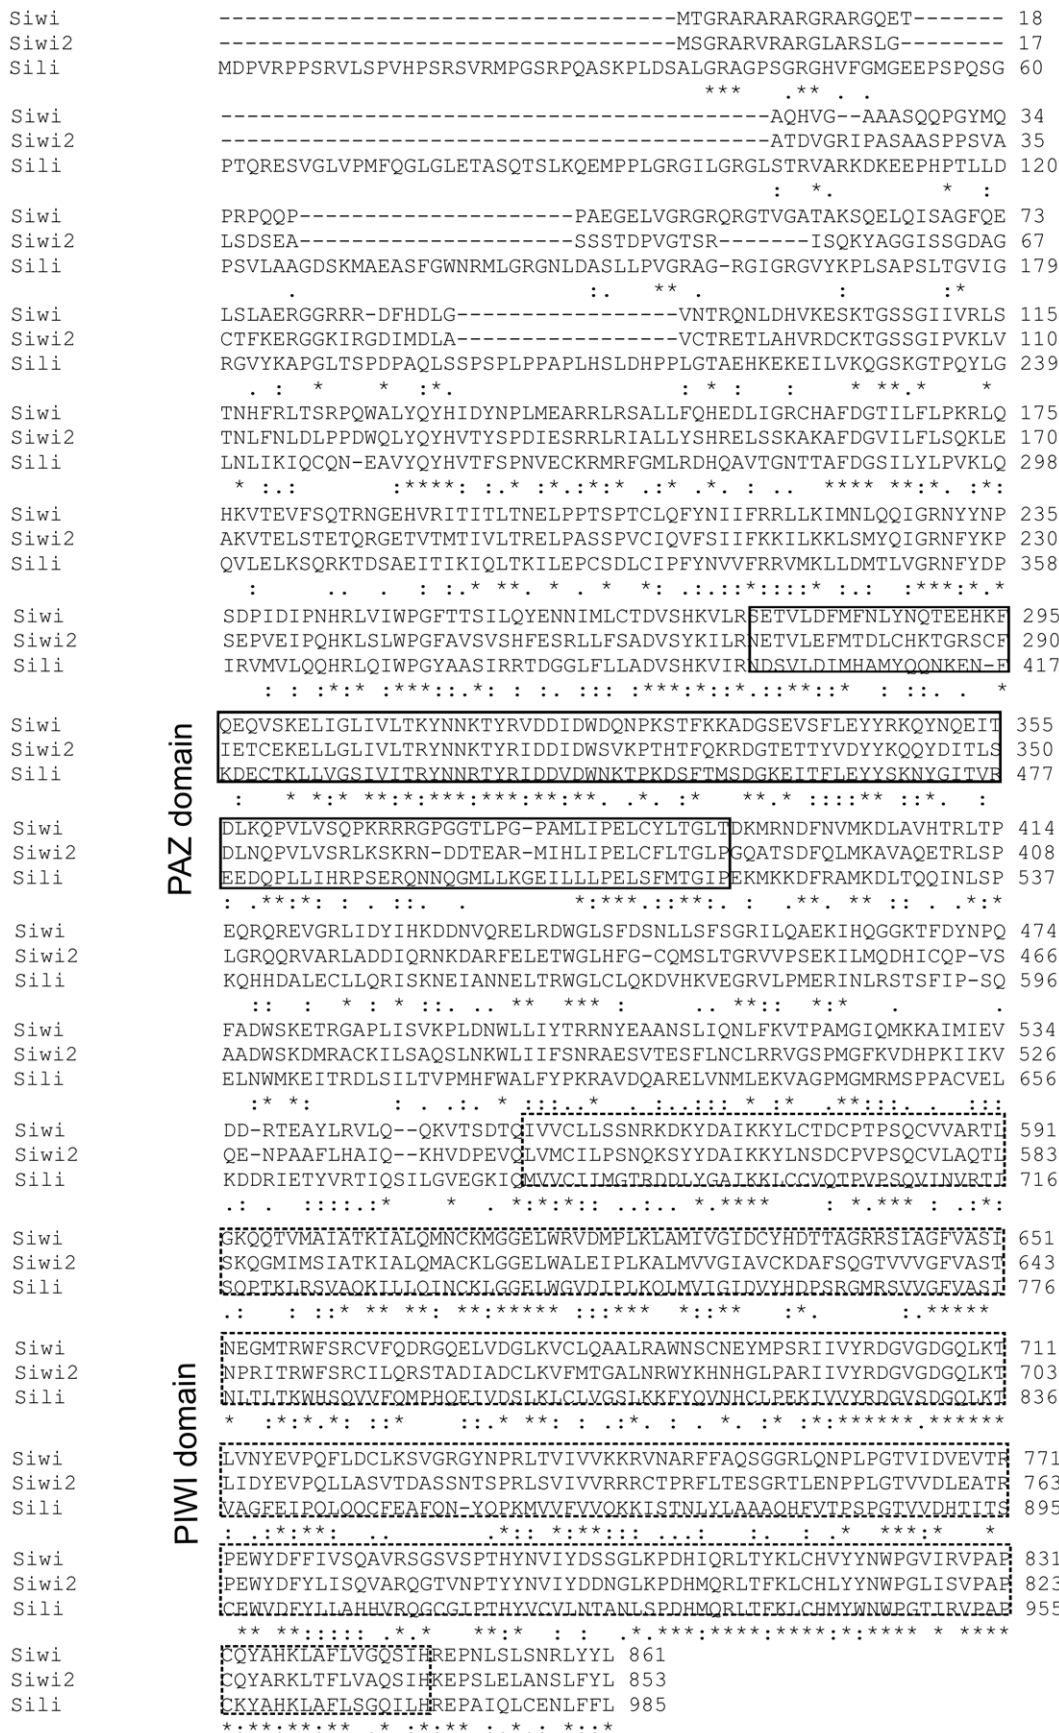 Siwi ------------------------------------MTGRARARARGRARGQET------- 18
Siwi2 ------------------------------------MSGRARVRARGLARSLG-------- 17
Sili MDPVRPPSRVLSPVHPSRSVRMPGSRPQASKPLDSALGRAGPSGRGHVFGMGEEPSPQSG 60
*** .** . .
Siwi ------------------------------------------AQHVG--AAASQQPGYMQ 34
Siwi2 ------------------------------------------ATDVGRIPASAASPPSVA 35
Sili PTQRESVGLVPMFQGLGLETASQTSLKQEMPPLGRGILGRGLSTRVARKDKEEPHPTLLD 120
: *. * :
Siwi PRPQQP---------------------PAEGELVGRGRQRGTVGATAKSQELQISAGFQE 73
Siwi2 LSDSEA---------------------SSSTDPVGTSR-------ISQKYAGGISSGDAG 67
Sili PSVLAAGDSKMAEASFGWNRMLGRGNLDASLLPVGRAG-RGIGRGVYKPLSAPSLTGVIG 179
. :. ** . : :*
Siwi LSLAERGGRRR-DFHDLG-----------------VNTRQNLDHVKESKTGSSGIIVRLS 115
Siwi2 CTFKERGGKIRGDIMDLA-----------------VCTRETLAHVRDCKTGSSGIPVKLV 110
Sili RGVYKAPGLTSPDPAQLSSPSPLPPAPLHSLDHPPLGTAEHKEKEILVKQGSKGTPQYLG 239
. : * * :*. : * : * **.* *
Siwi TNHFRLTSRPQWALYQYHIDYNPLMEARRLRSALLFQHEDLIGRCHAFDGTILFLPKRLQ 175
Siwi2 TNLFNLDLPPDWQLYQYHVTYSPDIESRRLRIALLYSHRELSSKAKAFDGVILFLSQKLE 170
Sili LNLIKIQCQN-EAVYQYHVTFSPNVECKRMRFGMLRDHQAVTGNTTAFDGSILYLPVKLQ 298
* :.: :****: :.* :*.:*:* .:* .*. : .. **** **:* :*:
Siwi HKVTEVFSQTRNGEHVRITITLTNELPPTSPTCLQFYNIIFRRLLKIMNLQQIGRNYYNP 235
Siwi2 AKVTELSTETQRGETVTMTIVLTRELPASSPVCIQVFSIIFKKILKKLSMYQIGRNFYKP 230
Sili QVLELKSQRKTDSAEITIKIQLTKILEPCSDLCIPFYNVVFRRVMKLLDMTLVGRNFYDP 358
: .. . : :.* **. * . * *: .:.::*:::* :.: :***:*.*
Siwi SDPIDIPNHRLVIWPGFTTSILQYENNIMLCTDVSHKVLRSETVLDFMFNLYNQTEEHKF 295
Siwi2 SEPVEIPQHKLSLWPGFAVSVSHFESRLLFSADVSYKILRNETVLEFMTDLCHKTGRSCF 290
Sili IRVMVLQQHRLQIWPGYAASIRRTDGGLFLLADVSHKVIRNDSVLDIMHAMYQQNKEN-F 417
: : :*:* :***::.*: : :. ::: :***:*::*.::**::* : ::. . *
PAZ domain
Siwi QEQVSKELIGLIVLTKYNNKTYRVDDIDWDQNPKSTFKKADGSEVSFLEYYRKQYNQEIT 355
Siwi2 IETCEKELLGLIVLTRYNNKTYRIDDIDWSVKPTHTFQKRDGTETTYVDYYKQQYDITLS 350
Sili KDECTKLLVGSIVITRYNNRTYRIDDVDWNKTPKDSFTMSDGKEITFLEYYSKNYGITVR 477
: * *:* **:*:***:***:**:**. .*. :* **.* ::::** ::*. :
Siwi DLKQPVLVSQPKRRRGPGGTLPG-PAMLIPELCYLTGLTDKMRNDFNVMKDLAVHTRLTP 414
Siwi2 DLNQPVLVSRLKSKRN-DDTEAR-MIHLIPELCFLTGLPGQATSDFQLMKAVAQETRLSP 408
Sili EEDQPLLIHRPSERQNNQGMLLKGEILLLPELSFMTGIPEKMKKDFRAMKDLTQQINLSP 537
: .**:*: : . .:. . *:***.::**:. : .**. ** :: . .*:*
Siwi EQRQREVGRLIDYIHKDDNVQRELRDWGLSFDSNLLSFSGRILQAEKIHQGGKTFDYNPQ 474
Siwi2 LGRQQRVARLADDIQRNKDARFELETWGLHFG-CQMSLTGRVVPSEKILMQDHICQP-VS 466
Sili KQHHDALECLLQRISKNEIANNELTRWGLCLQKDVHKVEGRVLPMERINLRSTSFIP-SQ 596
:: : * : * ::. . ** *** : . **:: *:* . .
Siwi FADWSKETRGAPLISVKPLDNWLLIYTRRNYEAANSLIQNLFKVTPAMGIQMKKAIMIEV 534
Siwi2 AADWSKDMRACKILSAQSLNKWLIIFSNRAESVTESFLNCLRRVGSPMGFKVDHPKIIKV 526
Sili ELNWMKEITRDLSILTVPMHFWALFYPKRAVDQARELVNMLEKVAGPMGMRMSPPACVEL 656
:* *: : . .:. * :::..* . ..:: * :* .**::: . :::
Siwi DD-RTEAYLRVLQ--QKVTSDTQIVVCLLSSNRKDKYDAIKKYLCTDCPTPSQCVVARTL 591
Siwi2 QE-NPAAFLHAIQ--KHVDPEVQLVMCILPSNQKSYYDAIKKYLNSDCPVPSQCVLAQTL 583
Sili KDDRIETYVRTIQSILGVEGKIQMVVCIIMGTRDDLYGAIKKLCCVQTPVPSQVINVRTI 716
.: . ::::.:* * . *:*:*:: ..:.. *.**** : *.*** : .:*:
PIWI domain
Siwi GKQQTVMAIATKIALQMNCKMGGELWRVDMPLKLAMIVGIDCYHDTTAGRRSIAGFVASI 651
Siwi2 SKQGMIMSIATKIALQMACKLGGELWALEIPLKALMVVGIAVCKDAFSQGTVVVGFVAST 643
Sili SQPTKLRSVAQKILLQINCKLGGELWGVDIPLKQLMVIGIDVYHDPSRGMRSVVGFVASI 776
.: : ::* ** **: **:***** :::*** *::** :*. :.*****
Siwi NEGMTRWFSRCVFQDRGQELVDGLKVCLQAALRAWNSCNEYMPSRIIVYRDGVGDGQLKT 711
Siwi2 NPRITRWFSRCILQRSTADIADCLKVFMTGALNRWYKHNHGLPARIIVYRDGVGDGQLKT 703
Sili NLTLTKWHSQVVFQMPHQEIVDSLKLCLVGSLKKFYQVNHCLPEKIVVYRDGVSDGQLKT 836
* :*:*.*: ::* ::.* **: : .:*. : . *. :* :*:******.******
Siwi LVNYEVPQFLDCLKSVGRGYNPRLTVIVVKKRVNARFFAQSGGRLQNPLPGTVIDVEVTR 771
Siwi2 LIDYEVPQLLASVTDASSNTSPRLSVIVVRRRCTPRFLTESGRTLENPPLGTVVDLEATR 763
Sili VAGFEIPQLQQCFEAFQN-YQPKMVVFVVQKKISTNLYLAAAQHFVTPSPGTVVDHTITS 895
: .:*:**: .. .*:: *:**::: ...: :. : .* ***:* *
Siwi PEWYDFFIVSQAVRSGSVSPTHYNVIYDSSGLKPDHIQRLTYKLCHVYYNWPGVIRVPAP 831
Siwi2 PEWYDFYLISQVARQGTVNPTYYNVIYDDNGLKPDHMQRLTFKLCHLYYNWPGLISVPAP 823
Sili CEWVDFYLLAHHVRQGCGIPTHYVCVLNTANLSPDHMQRLTFKLCHMYWNWPGTIRVPAP 955
** **:::: .*.* **:* : : .*.***:****:****:*:**** * ****
Siwi CQYAHKLAFLVGQSIHREPNLSLSNRLYYL 861
Siwi2 CQYARKLTFLVAQSIHKEPSLELANSLFYL 853
Sili CKYAHKLAFLSGQILHREPAIQLCENLFFL 985
*:**:**:** .* :*:** :.*.: *::*